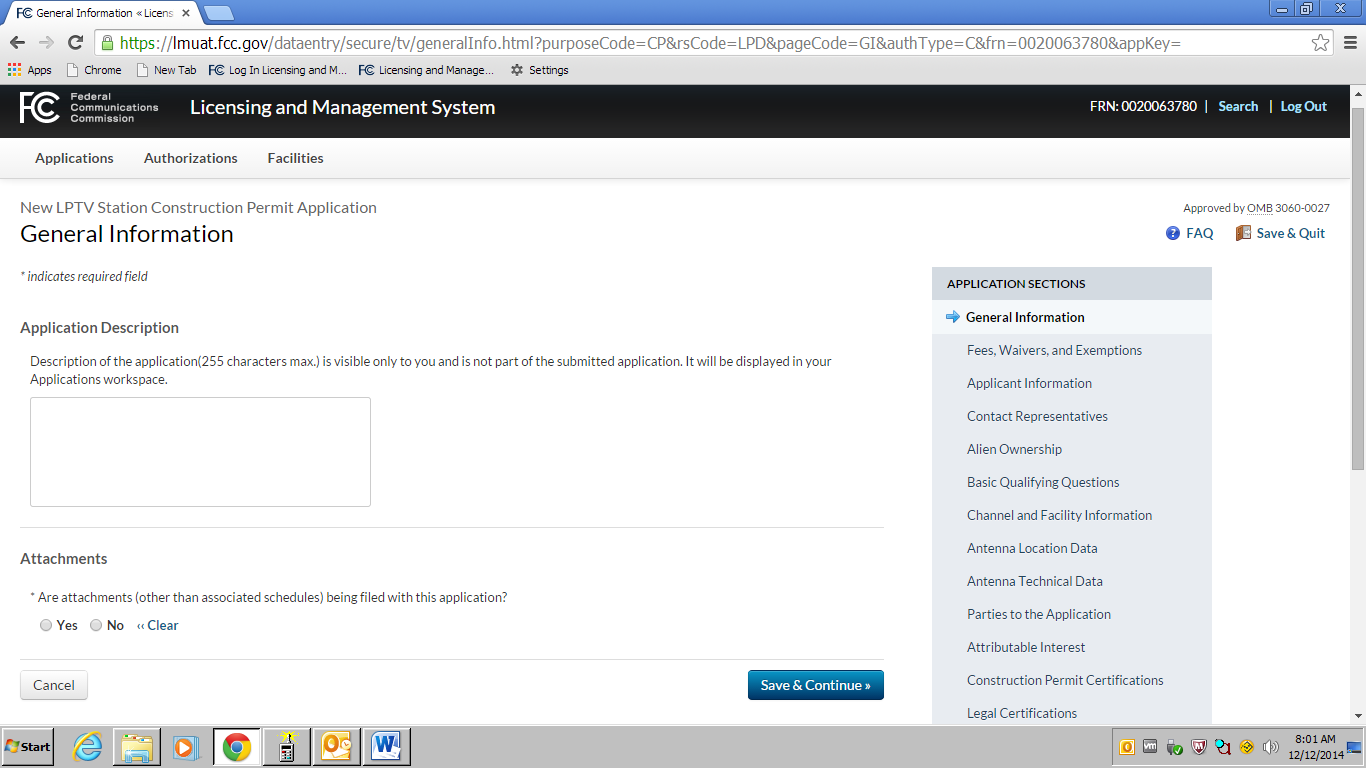 FC General Information « Licens
https://lmuat.fcc.gov/dataentry/secure/tv/generalInfo.html?purposeCode=CP&rsCode=LPD&pageCode=GI&authType=C&frn=0020063780&appKey=
Apps Chrome New Tab FC Log In Licensing and M... FC Licensing and Manage... Settings
FCC Federal
Communications
Commission
Licensing and Management System
FRN: 0020063780 | Search | Log Out
Applications Authorizations Facilities
New LPTV Station Construction Permit Application
Approved by OMB 3060-0027
General Information
? FAQ Save & Quit
* indicates required field
Application Description
Description of the application(255 characters max.) is visible only to you and is not part of the submitted application. It will be displayed in your
Applications workspace.
Attachments
* Are attachments (other than associated schedules) being filed with this application?
Yes No ‹‹ Clear
Cancel
Save & Continue »
APPLICATION SECTIONS
General Information
Fees, Waivers, and Exemptions
Applicant Information
Contact Representatives
Alien Ownership
Basic Qualifying Questions
Channel and Facility Information
Antenna Location Data
Antenna Technical Data
Parties to the Application
Attributable Interest
Construction Permit Certifications
Legal Certifications
Start
8:01 AM
12/12/2014